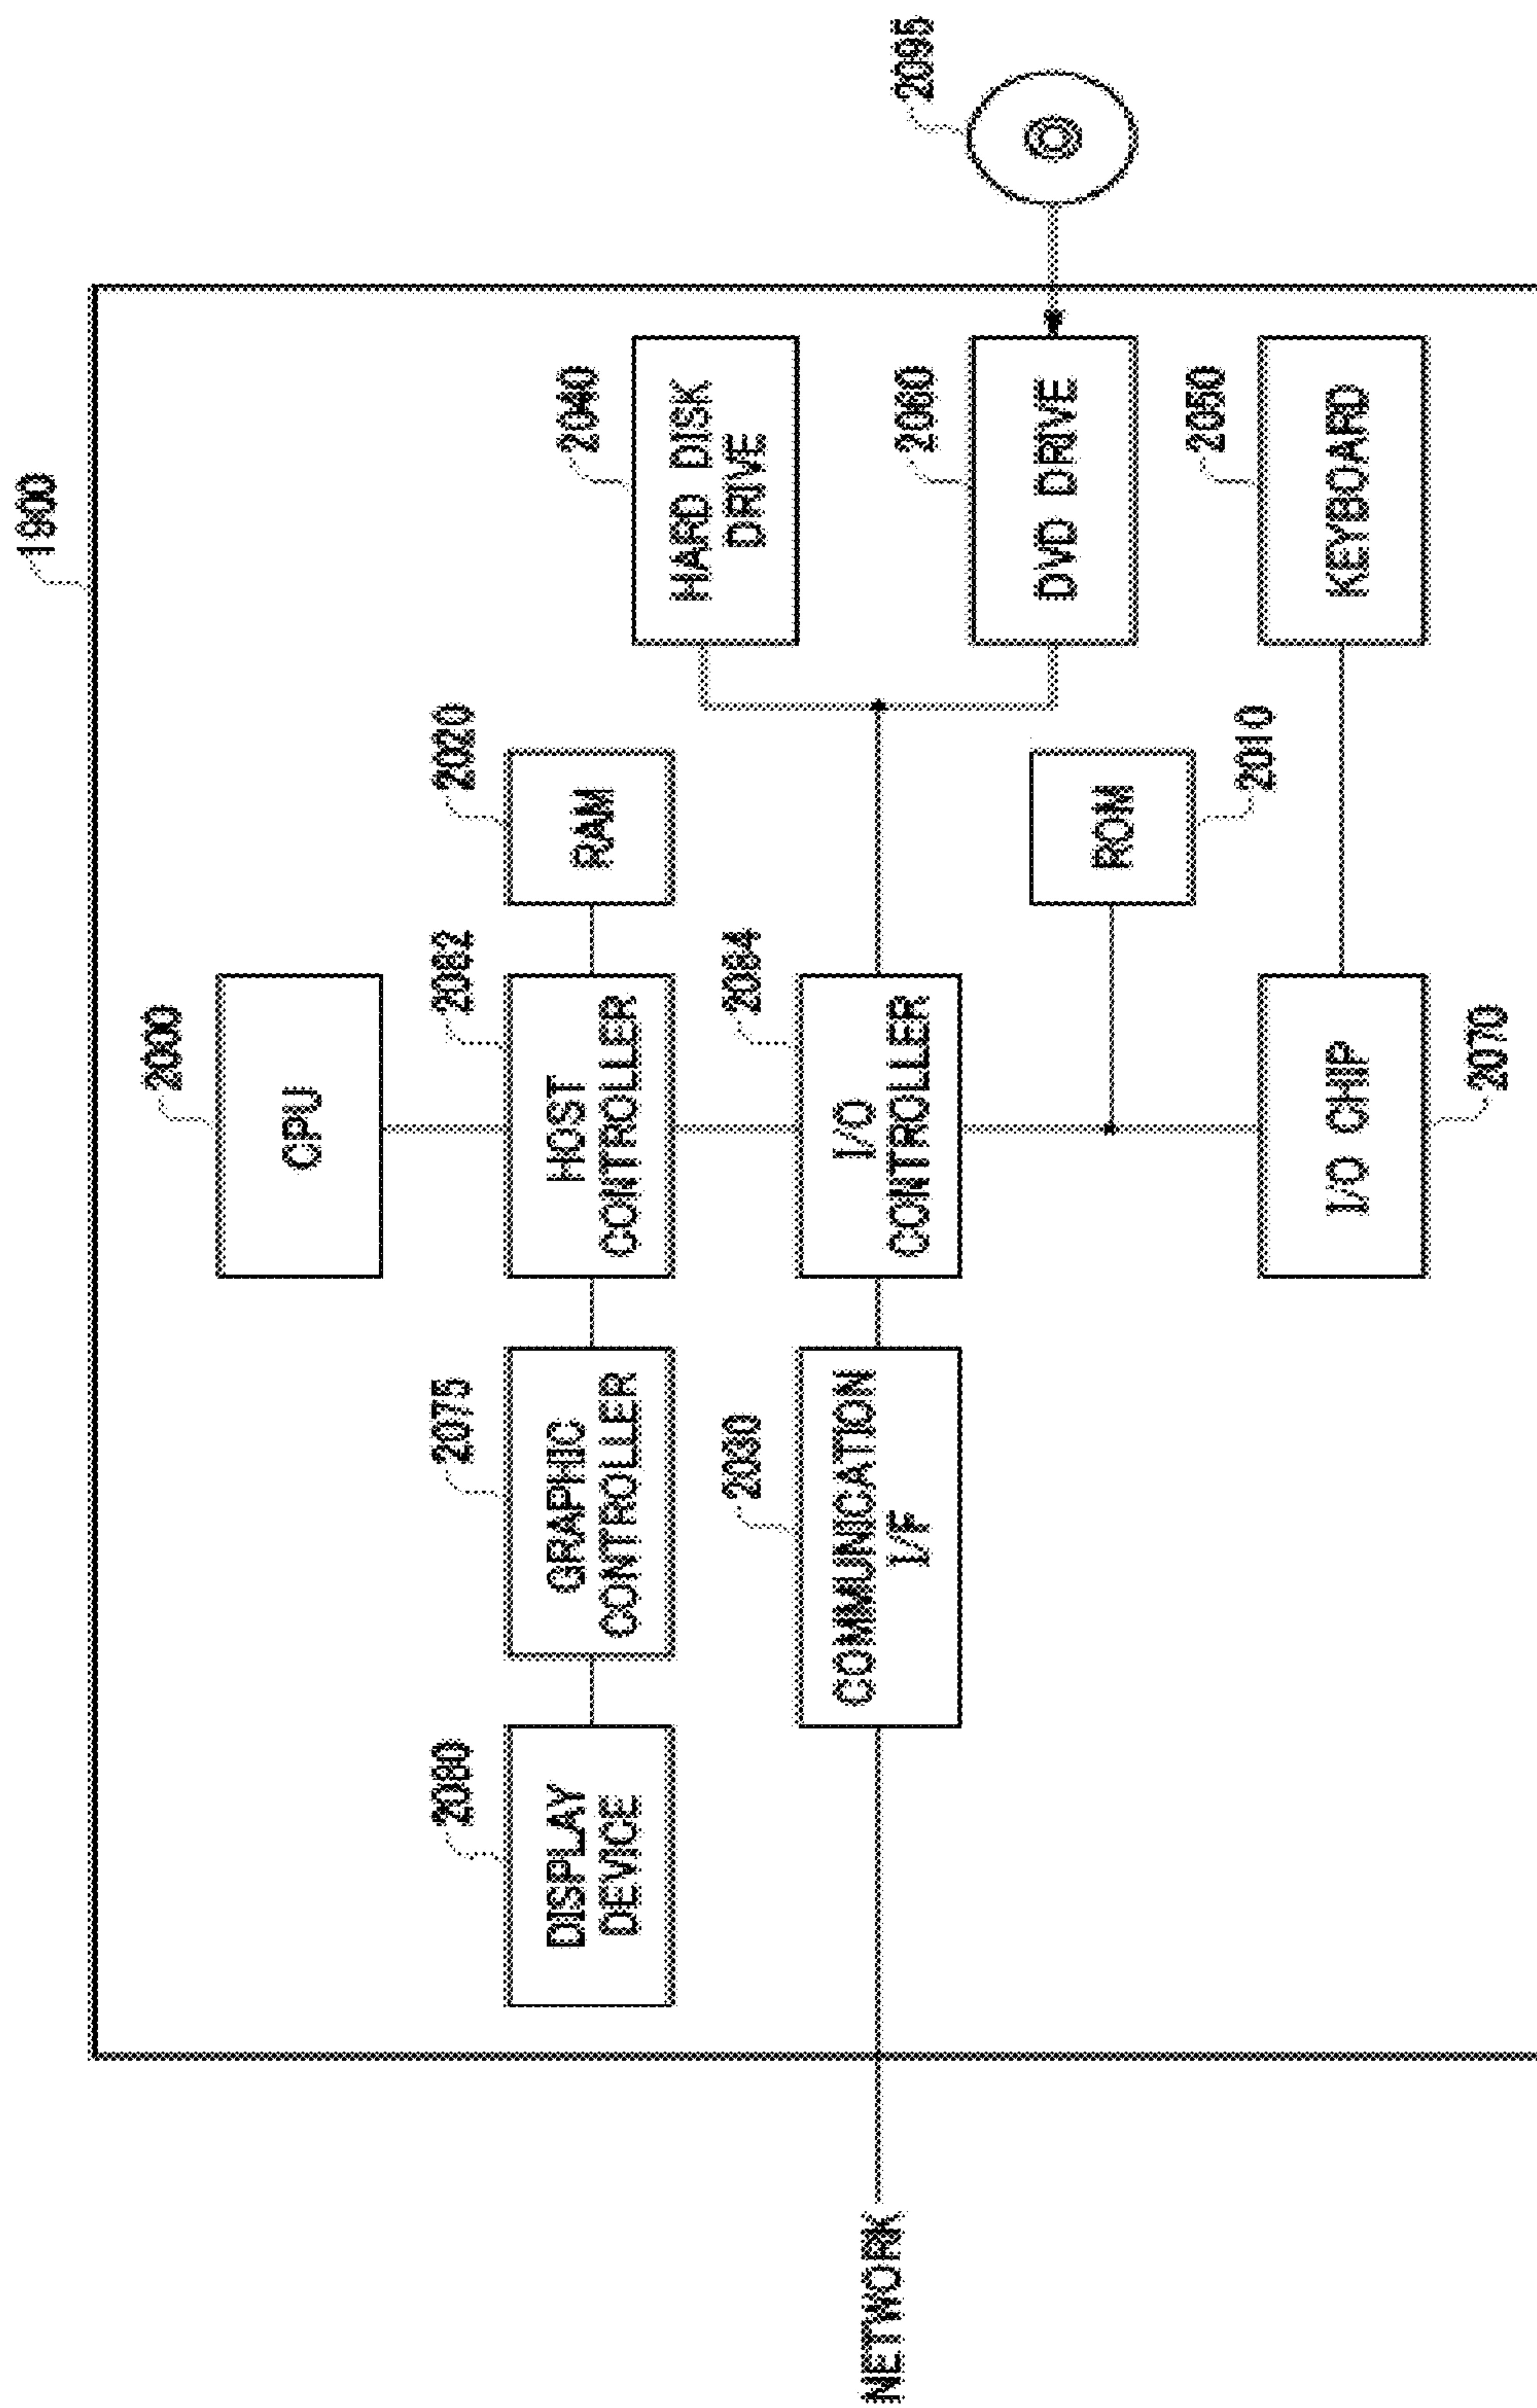 1900
2000
CPU
2080
DISPLAY
DEVICE
2075
GRAPHIC
CONTROLLER
2082
HOST
CONTROLLER
2020
RAM
2040
HARD DISK
DRIVE
NETWORK
2030
COMMUNICATION
I/F
2084
I/O
CONTROLLER
2060
DVD DRIVE
2095
ROM
2010
I/O CHIP
2070
2050
KEYBOARD